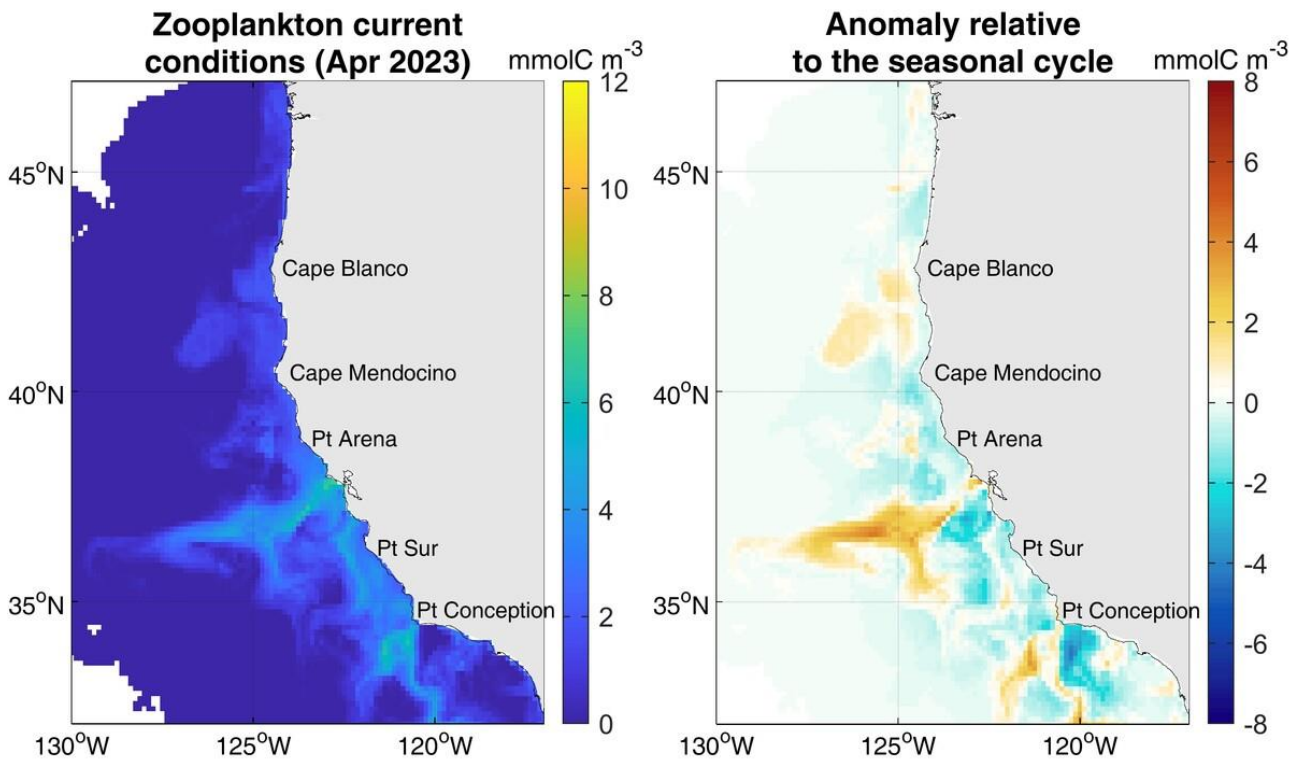 Zooplankton current
conditions (Apr 2023)
mmolC m-3
45°N
40°N
35°N
130°W
125°W
120°W
Cape Blanco
Cape Mendocino
Pt Arena
Pt Sur
Pt Conception
12
10
8
6
4
2
0
Anomaly relative
to the seasonal cycle
mmolC m-3
45°N
40°N
35°N
130°W
125°W
120°W
Cape Blanco
Cape Mendocino
Pt Arena
Pt Sur
Pt Conception
8
6
4
2
0
-2
-4
-6
-8